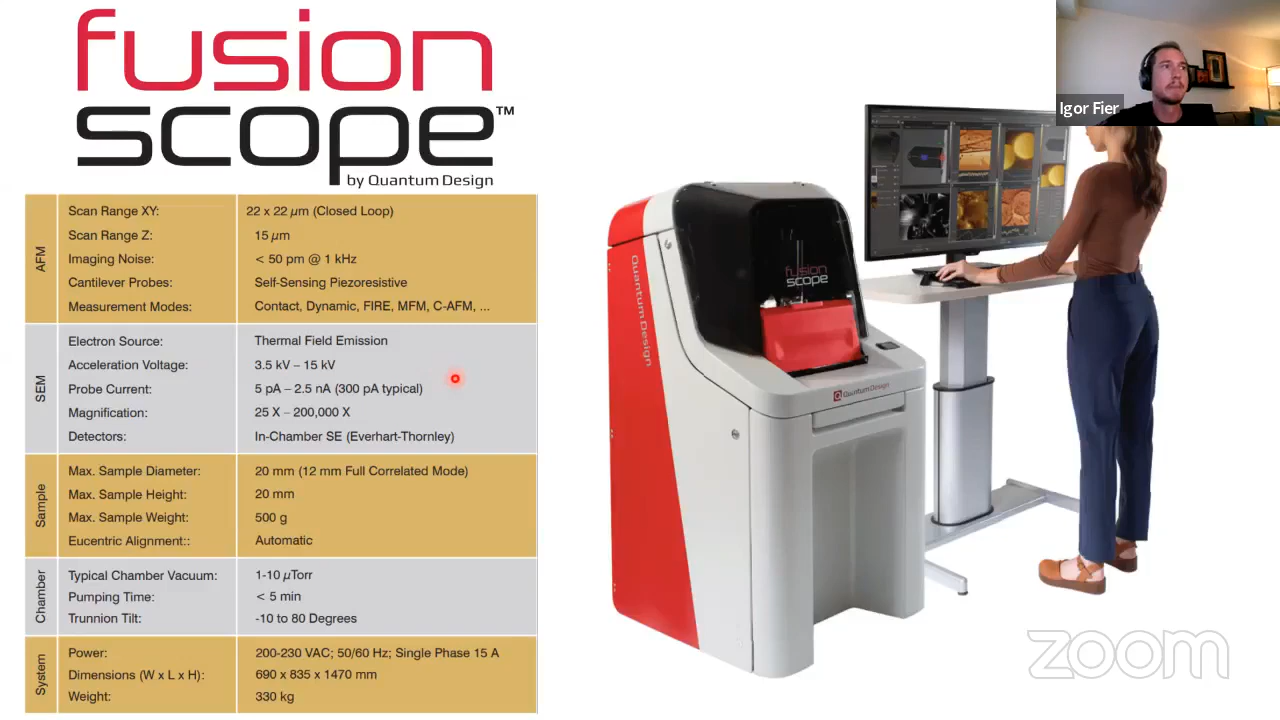 fusion
scope™
by Quantum Design
Igor Fier
AFM
Scan Range XY: 22 x 22 µm (Closed Loop)
Scan Range Z: 15 µm
Imaging Noise: < 50 pm @ 1 kHz
Cantilever Probes: Self-Sensing Piezoresistive
Measurement Modes: Contact, Dynamic, FIRE, MFM, C-AFM, ...
SEM
Electron Source: Thermal Field Emission
Acceleration Voltage: 3.5 kV – 15 kV
Probe Current: 5 pA – 2.5 nA (300 pA typical)
Magnification: 25 X – 200,000 X
Detectors: In-Chamber SE (Everhart-Thornley)
Sample
Max. Sample Diameter: 20 mm (12 mm Full Correlated Mode)
Max. Sample Height: 20 mm
Max. Sample Weight: 500 g
Eucentric Alignment:: Automatic
Chamber
Typical Chamber Vacuum: 1-10 µTorr
Pumping Time: < 5 min
Trunnion Tilt: -10 to 80 Degrees
System
Power: 200-230 VAC; 50/60 Hz; Single Phase 15 A
Dimensions (W x L x H): 690 x 835 x 1470 mm
Weight: 330 kg
Quantum Design
fusion
scope
Quantum Design
zoom